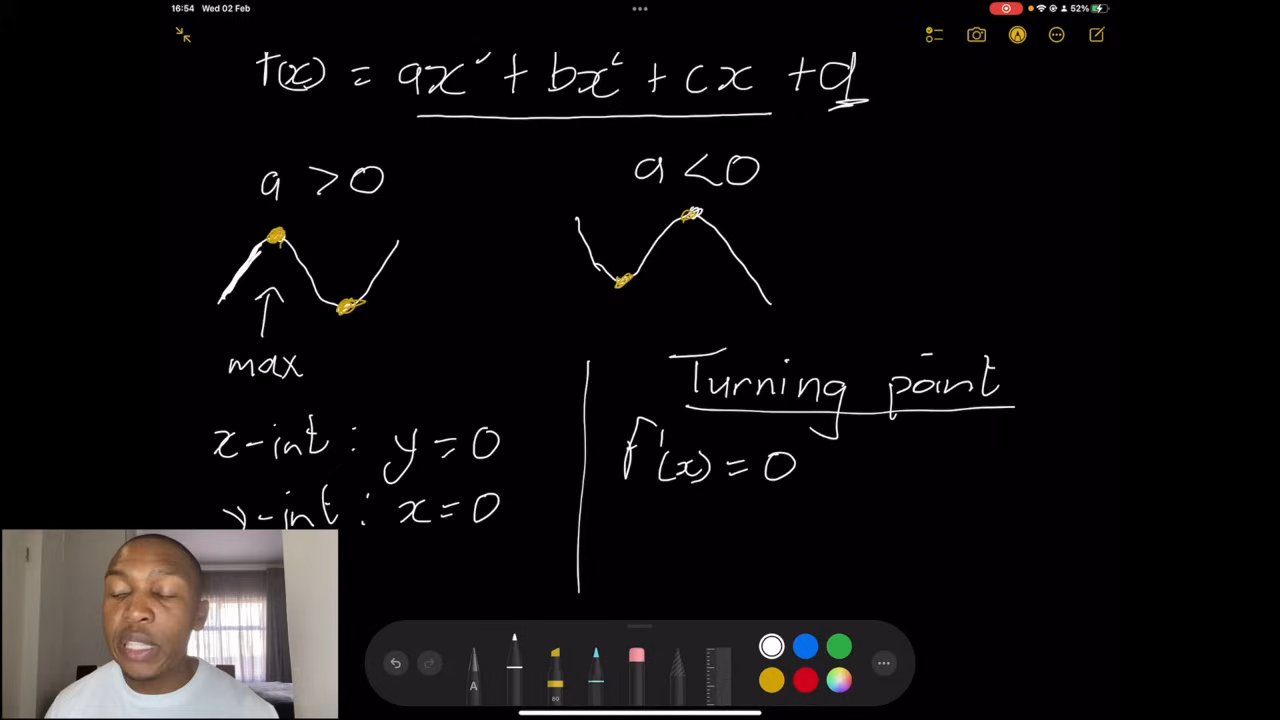 16:54 Wed 02 Feb
52%
f(x) = ax³ + bx² + cx + d
a > 0
a < 0
max
Turning point
x-int : y = 0
f'(x) = 0
y-int : x = 0
A
80